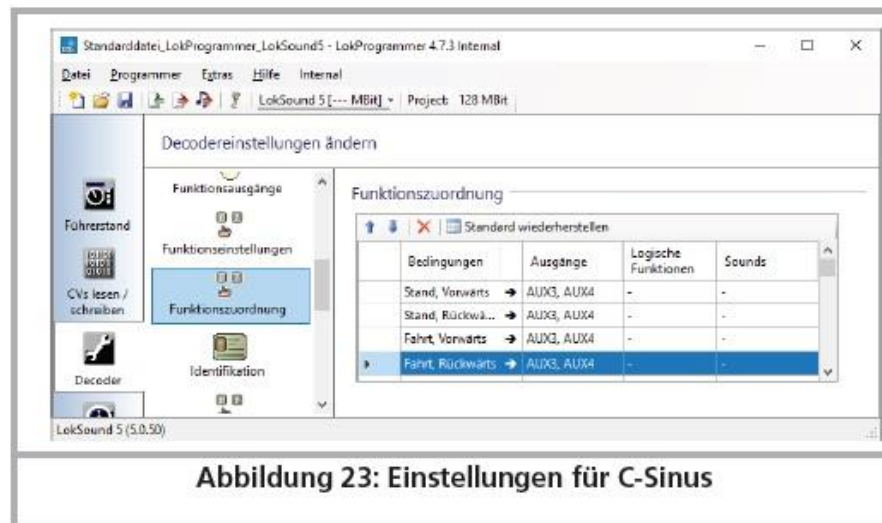 Standarddatei_LokProgrammer_LokSound5 - LokProgrammer 4.7.3 Internal
Datei Programmer Extras Hilfe Internal
LokSound 5 [--- MBit] Project: 128 MBit
Decodereinstellungen ändern
Führerstand
CVs lesen /
schreiben
Decoder
Funktionsausgänge
Funktionseinstellungen
Funktionszuordnung
Identifikation
Funktionszuordnung
Standard wiederherstellen
Bedingungen Ausgänge Logische Funktionen Sounds
Stand, Vorwärts AUX3, AUX4 - -
Stand, Rückwä... AUX3, AUX4 - -
Fahrt, Vorwärts AUX3, AUX4 - -
Fahrt, Rückwärts AUX3, AUX4 - -
LokSound 5 (5.0.50)
Abbildung 23: Einstellungen für C-Sinus